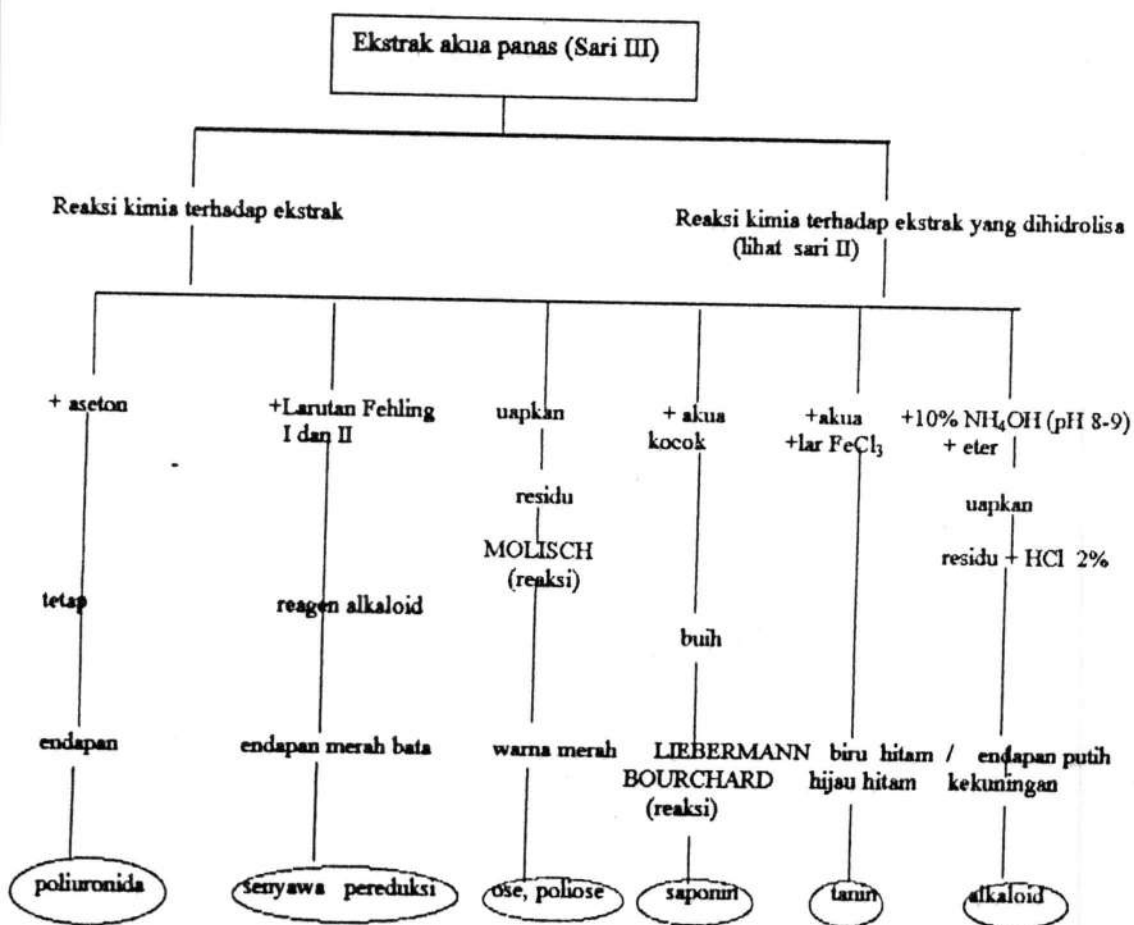 Ekstrak akua panas (Sari III)
Reaksi kimia terhadap ekstrak
Reaksi kimia terhadap ekstrak yang dihidrolisa
(lihat sari II)
+ aseton
+Larutan Fehling
I dan II
uapkan
+ akua
kocok
+akua
+lar FeCl₃
+10% NH₄OH (pH 8-9)
+ eter
residu
uapkan
MOLISCH
(reaksi)
residu + HCl 2%
tetap
reagen alkaloid
buih
endapan
endapan merah bata
warna merah
LIEBERMANN
BOURCHARD
(reaksi)
biru hitam /
hijau hitam
endapan putih
kekuningan
poliuronida
senyawa pereduksi
ose, poliose
saponin
tanin
alkaloid